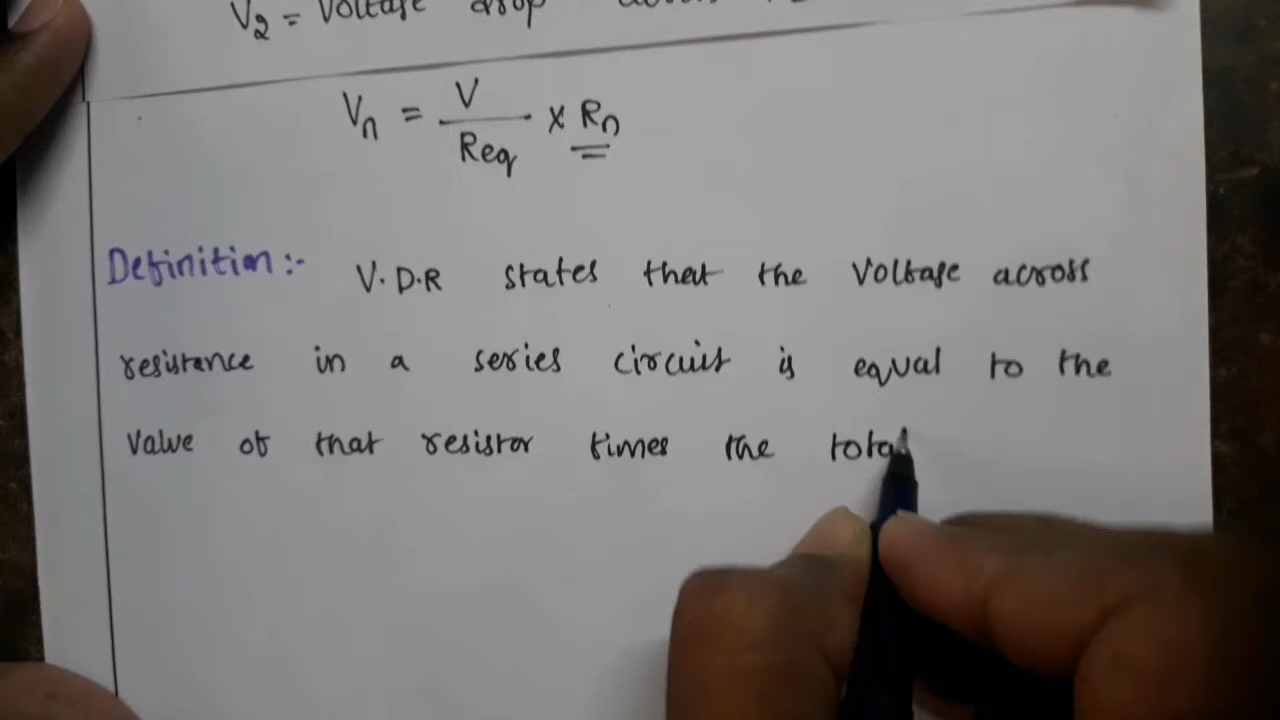 V2 = Voltage drop across
Vn = V / Req × Rn
Definition:- V.D.R states that the Voltage across
resistance in a series circuit is equal to the
Value of that resistor times the tota